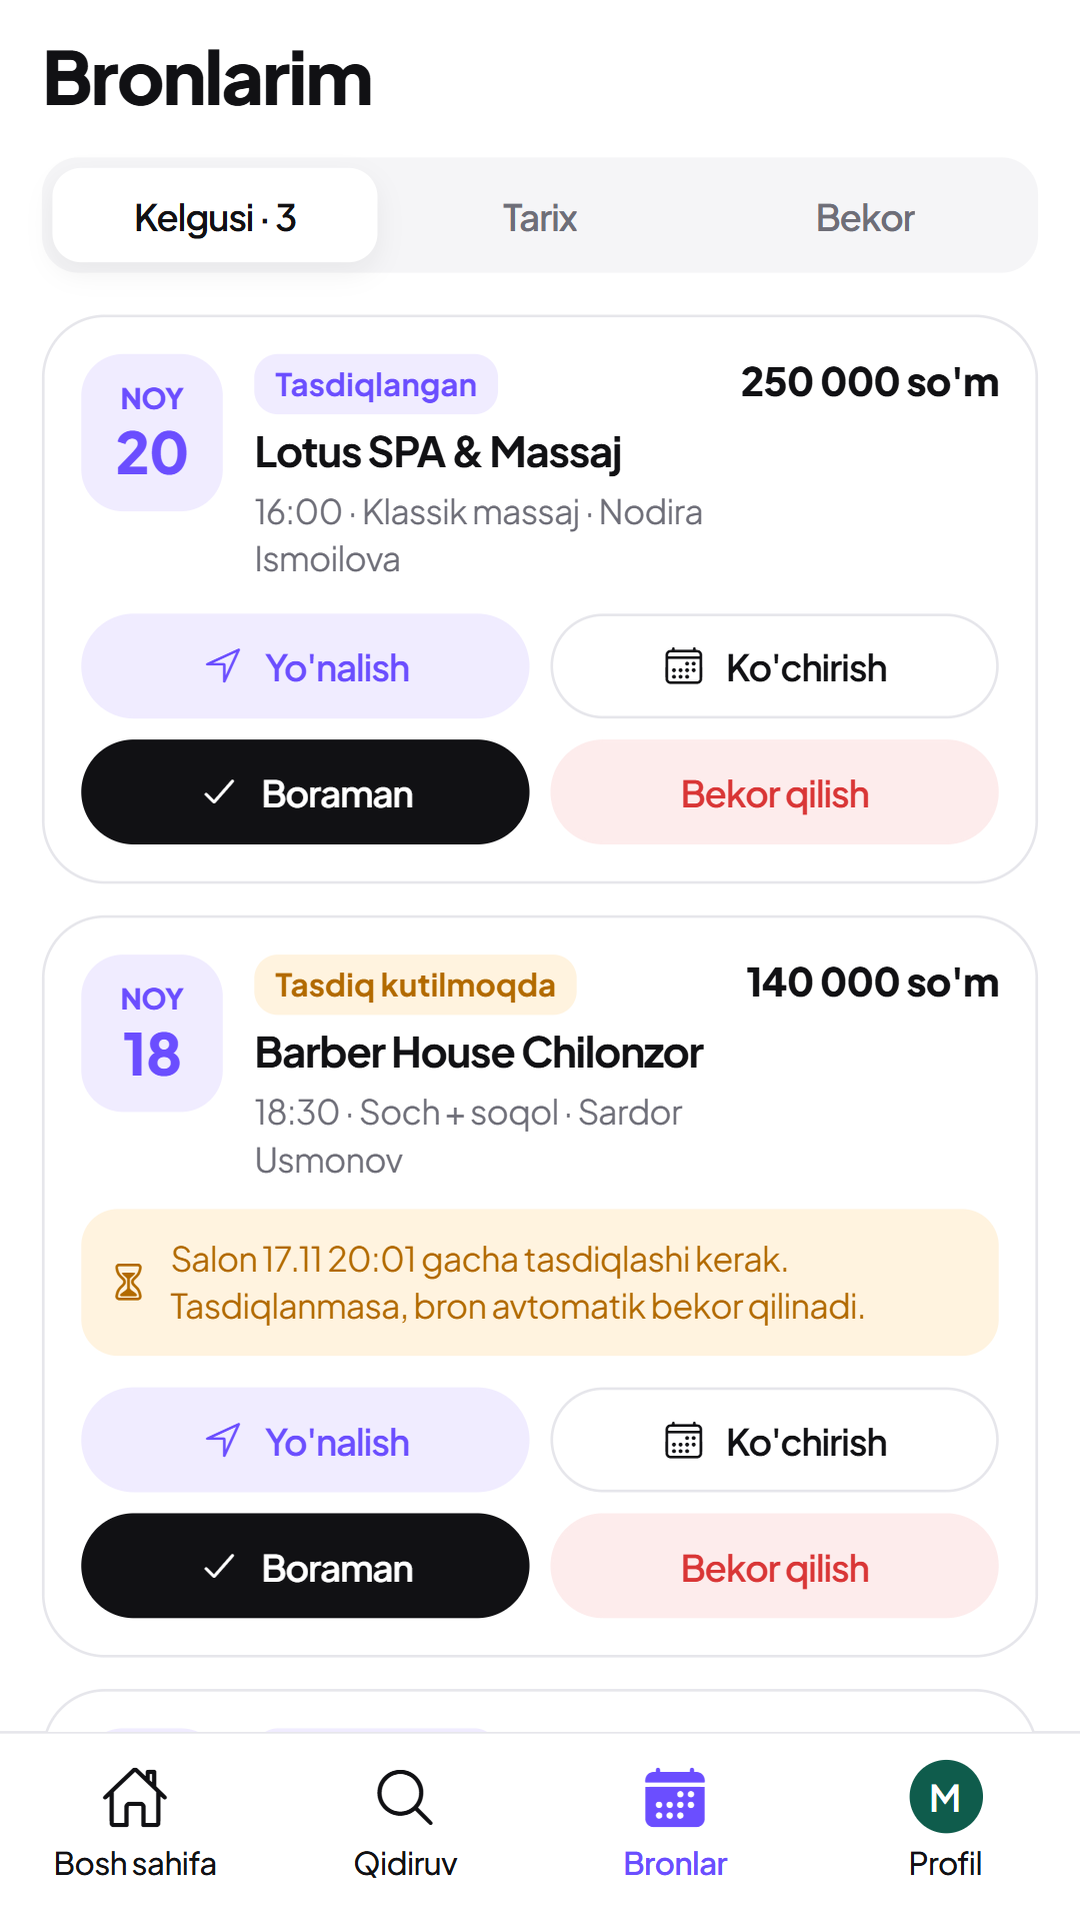 Bronlarim
Kelgusi · 3
Tarix
Bekor
NOY
20
Tasdiqlangan
250 000 so'm
Lotus SPA & Massaj
16:00 · Klassik massaj · Nodira
Ismoilova
Yo'nalish
Ko'chirish
Boraman
Bekor qilish
NOY
18
Tasdiq kutilmoqda
140 000 so'm
Barber House Chilonzor
18:30 · Soch + soqol · Sardor
Usmonov
Salon 17.11 20:01 gacha tasdiqlashi kerak.
Tasdiqlanmasa, bron avtomatik bekor qilinadi.
Yo'nalish
Ko'chirish
Boraman
Bekor qilish
Bosh sahifa
Qidiruv
Bronlar
M
Profil